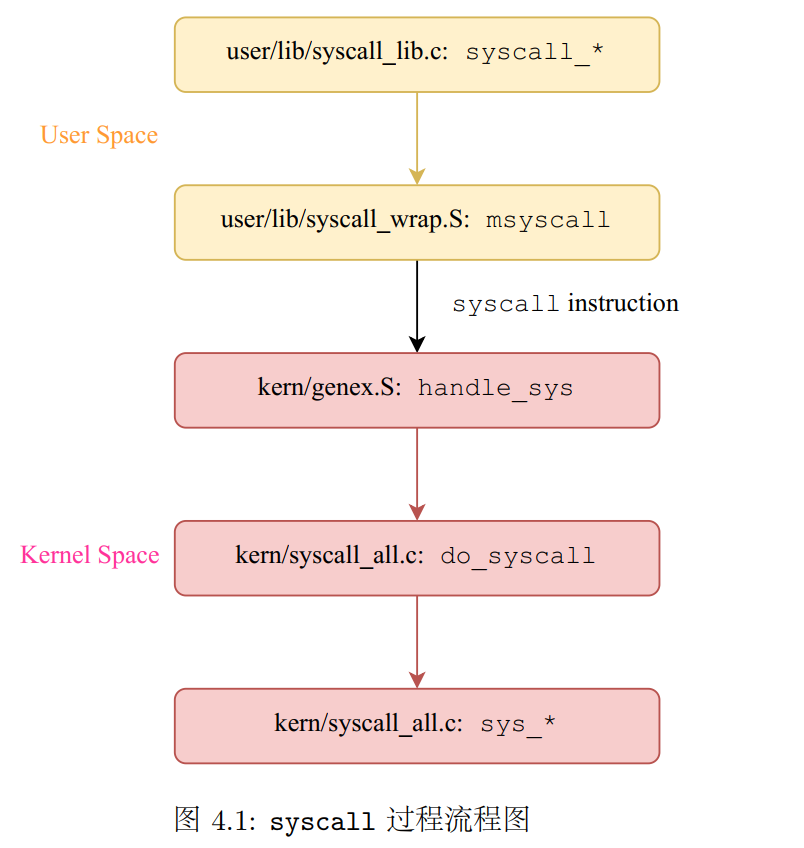 user/lib/syscall_lib.c: syscall_*
User Space
user/lib/syscall_wrap.S: msyscall
syscall instruction
kern/genex.S: handle_sys
Kernel Space
kern/syscall_all.c: do_syscall
kern/syscall_all.c: sys_*
图 4.1: syscall 过程流程图